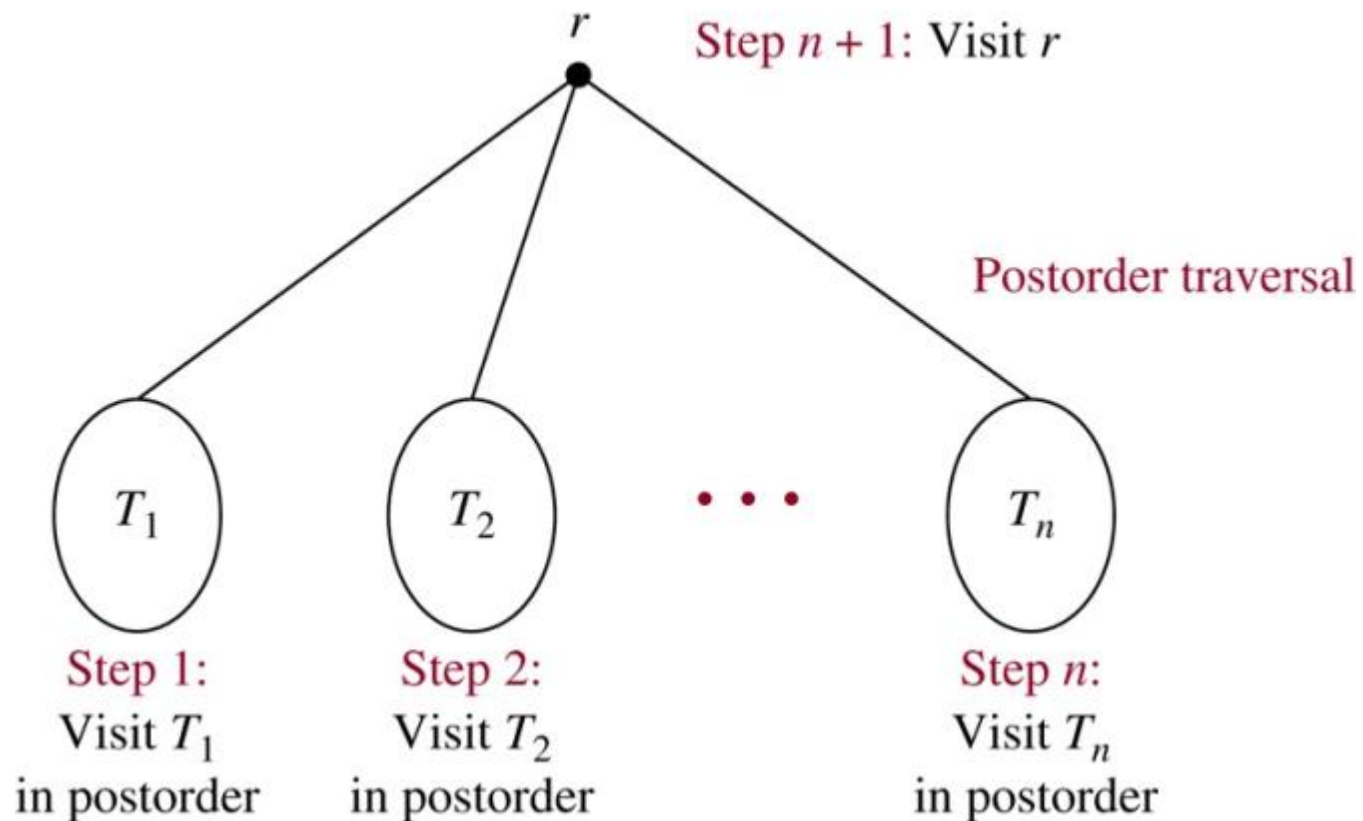 r
Step n + 1: Visit r
Postorder traversal
T₁
T₂
• • •
Tₙ
Step 1:
Visit T₁
in postorder
Step 2:
Visit T₂
in postorder
Step n:
Visit Tₙ
in postorder